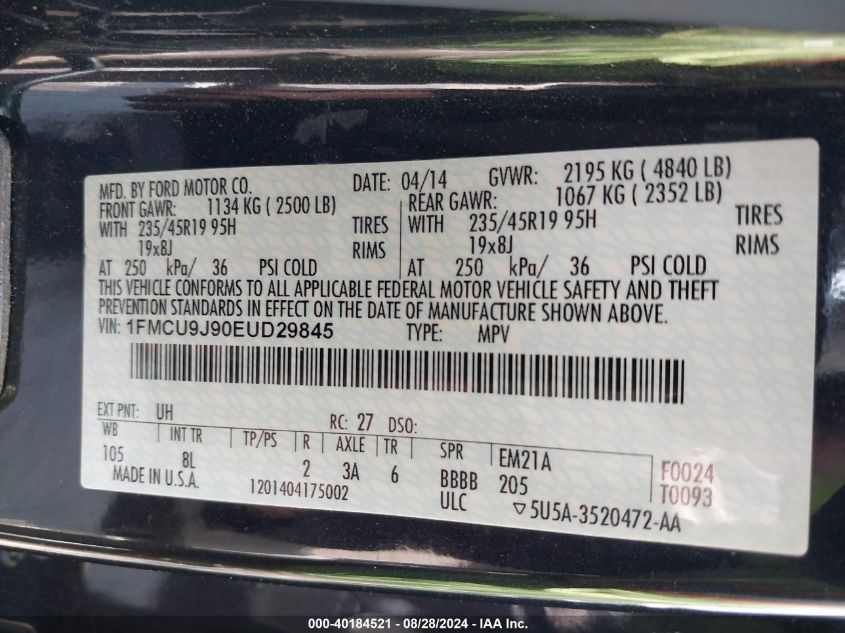 MFD. BY FORD MOTOR CO. DATE: 04/14 GVWR: 2195 KG ( 4840 LB)
FRONT GAWR: 1134 KG ( 2500 LB) REAR GAWR: 1067 KG ( 2352 LB)
WITH 235/45R19 95H TIRES WITH 235/45R19 95H TIRES
19x8J RIMS 19x8J RIMS
AT 250 kPa/ 36 PSI COLD AT 250 kPa/ 36 PSI COLD
THIS VEHICLE CONFORMS TO ALL APPLICABLE FEDERAL MOTOR VEHICLE SAFETY AND THEFT
PREVENTION STANDARDS IN EFFECT ON THE DATE OF MANUFACTURE SHOWN ABOVE.
VIN: 1FMCU9J90EUD29845 TYPE: MPV
EXT PNT: UH RC: 27 DSO:
WB INT TR TP/PS R AXLE TR SPR EM21A F0024
105 8L 2 3A 6 BBBB 205 T0093
MADE IN U.S.A. 1201404175002 ULC ▽5U5A-3520472-AA
000-40184521 - 08/28/2024 - IAA Inc.